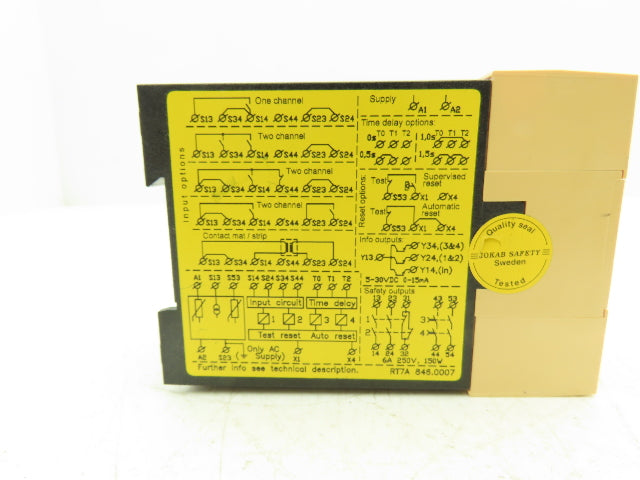 Input options
One channel
S13 S34 S14 S44 S23 S24
Two channel
S13 S34 S14 S44 S23 S24
Two channel
S13 S34 S14 S44 S23 S24
Two channel
S13 S34 S14 S44 S23 S24
Contact mat / strip
S13 S34 S14 S44 S23 S24
A1 S13 S53 S14 S24 S34 S44 T0 T1 T2
Input circuit Time delay
1 2 3 4
Test reset Auto reset
A2 S23 (Only AC Supply) X1 X4
Further info see technical description.
Supply A1 A2
Time delay options:
T0 T1 T2 T0 T1 T2
0s 1,0s
0,5s 1,5s
Reset options:
Test Supervised reset
S53 X1 X4
Test Automatic reset
S53 X1 X4
Info outputs:
Y34,(3&4)
Y13 Y24,(1&2)
Y14,(in)
5-30VDC 0-15mA
Safety outputs
13 23 31 43 53
1 3
2 4
14 24 32 44 54
6A 250V, 150W
RT7A 846.0007
Quality seal
JOKAB SAFETY
Sweden
Tested